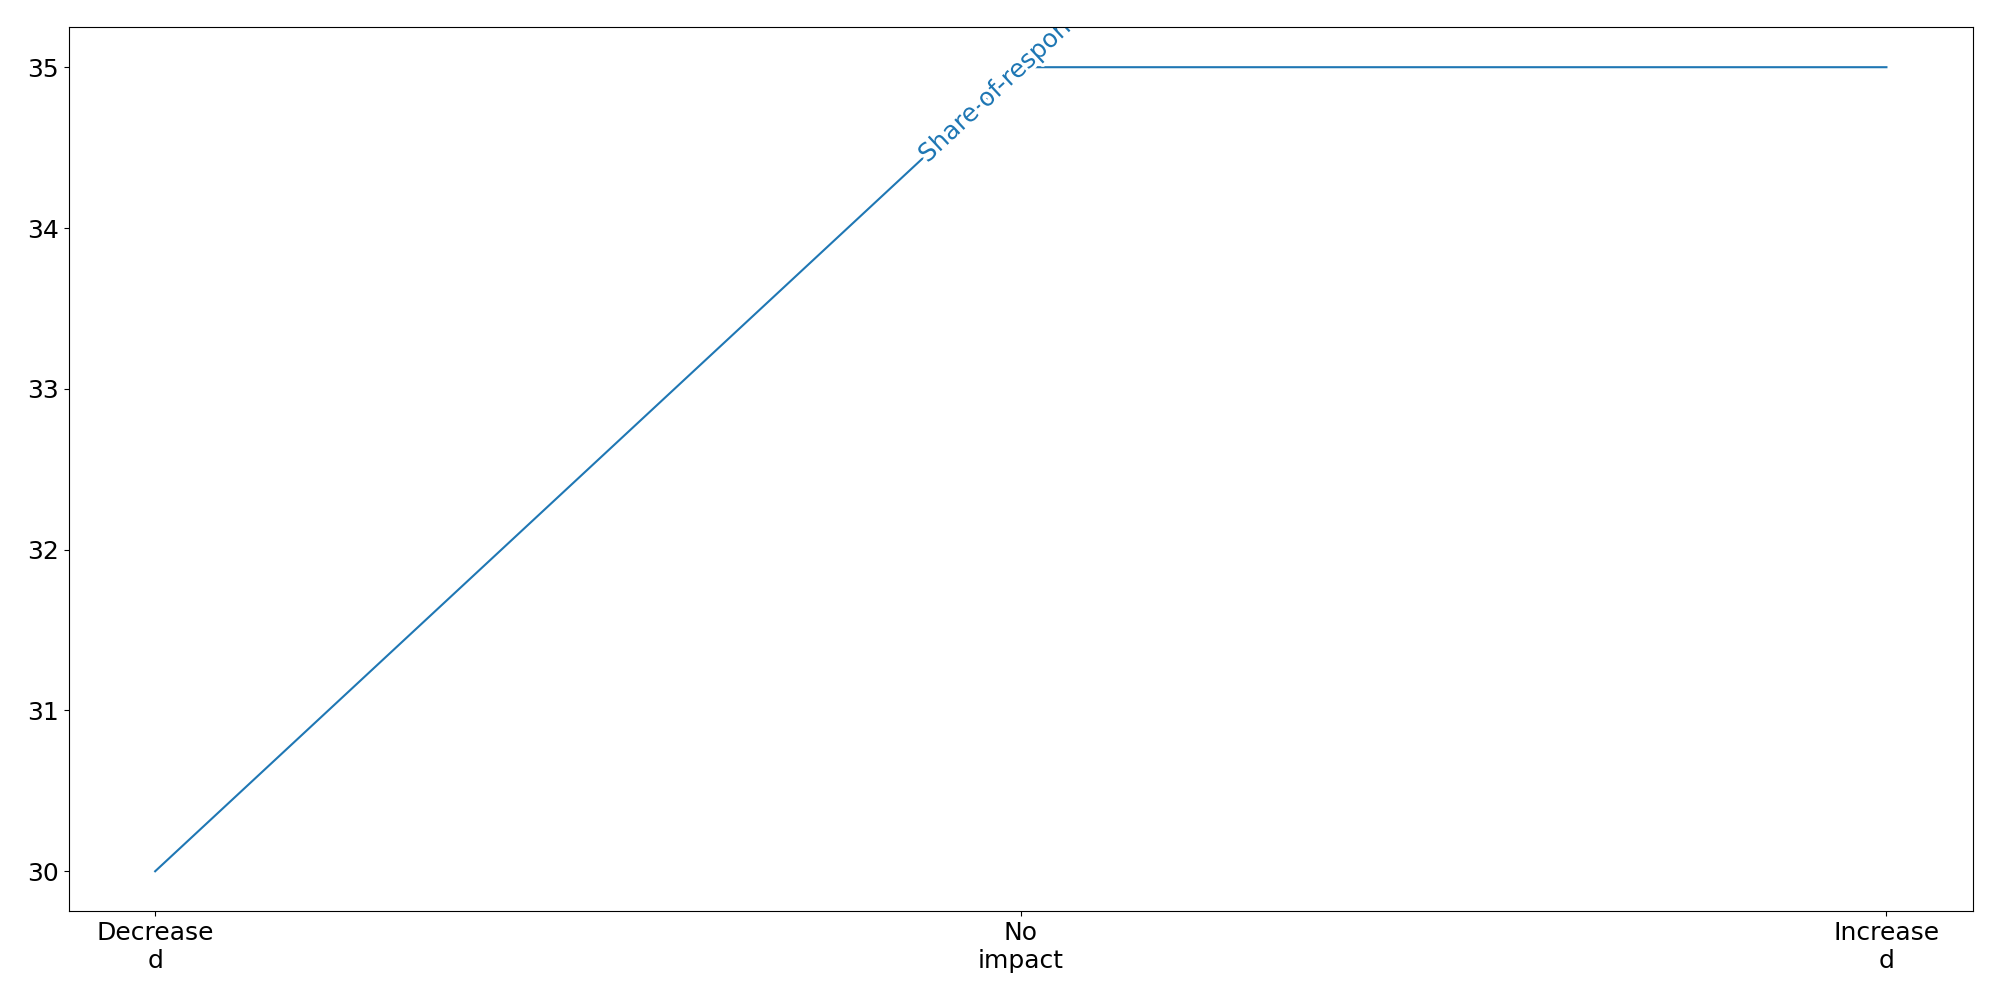 Share-of-respon
35
34
33
32
31
30
Decrease
d
No
impact
Increase
d